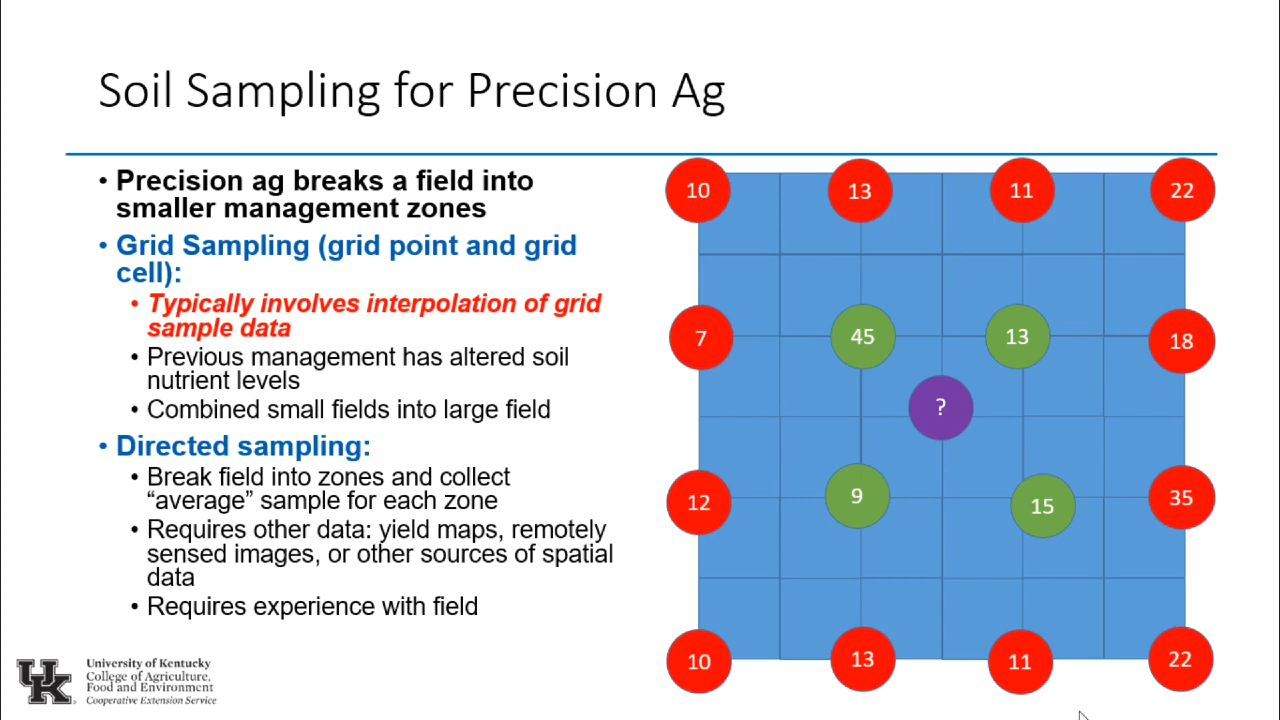 Soil Sampling for Precision Ag
• Precision ag breaks a field into
smaller management zones
• Grid Sampling (grid point and grid
cell):
• Typically involves interpolation of grid
sample data
• Previous management has altered soil
nutrient levels
• Combined small fields into large field
• Directed sampling:
• Break field into zones and collect
“average” sample for each zone
• Requires other data: yield maps, remotely
sensed images, or other sources of spatial
data
• Requires experience with field
10 13 11 22
7 45 13 18
?
12 9 15 35
10 13 11 22
UK
University of Kentucky
College of Agriculture,
Food and Environment
Cooperative Extension Service